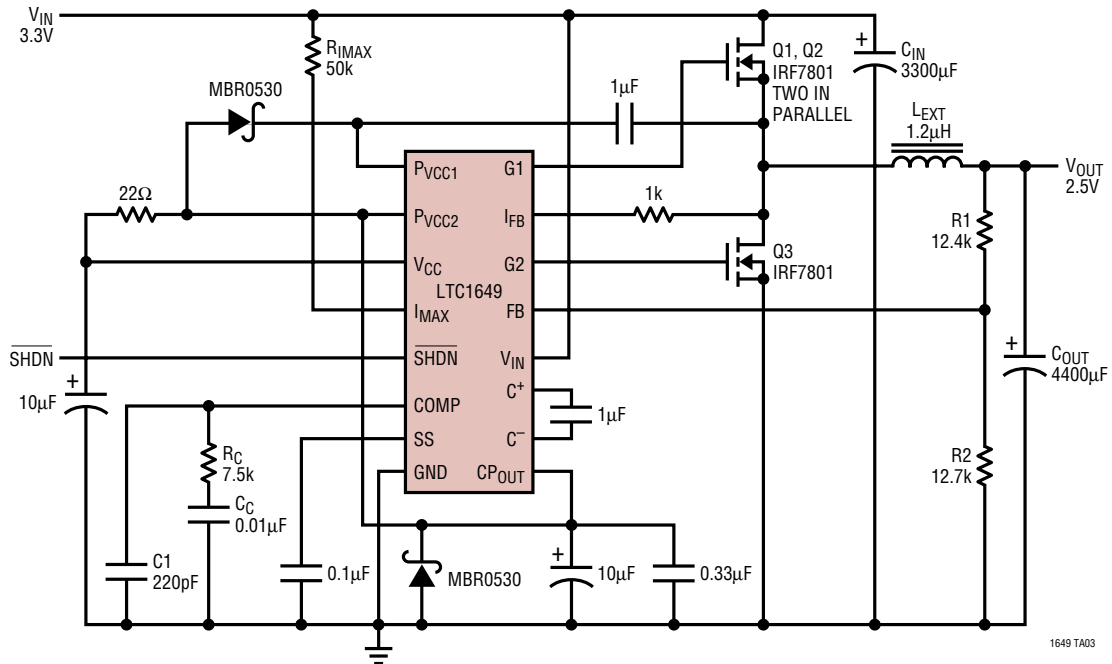 VIN
3.3V
RIMAX
50k
MBR0530
1µF
Q1, Q2
IRF7801
TWO IN
PARALLEL
+
CIN
3300µF
LEXT
1.2µH
VOUT
2.5V
22Ω
PVCC1
PVCC2
VCC
IMAX
SHDN
COMP
SS
GND
LTC1649
G1
IFB
G2
FB
VIN
C+
C–
CPOUT
1k
Q3
IRF7801
R1
12.4k
SHDN
+
10µF
1µF
+
COUT
4400µF
RC
7.5k
CC
0.01µF
R2
12.7k
C1
220pF
0.1µF
MBR0530
+
10µF
0.33µF
1649 TA03